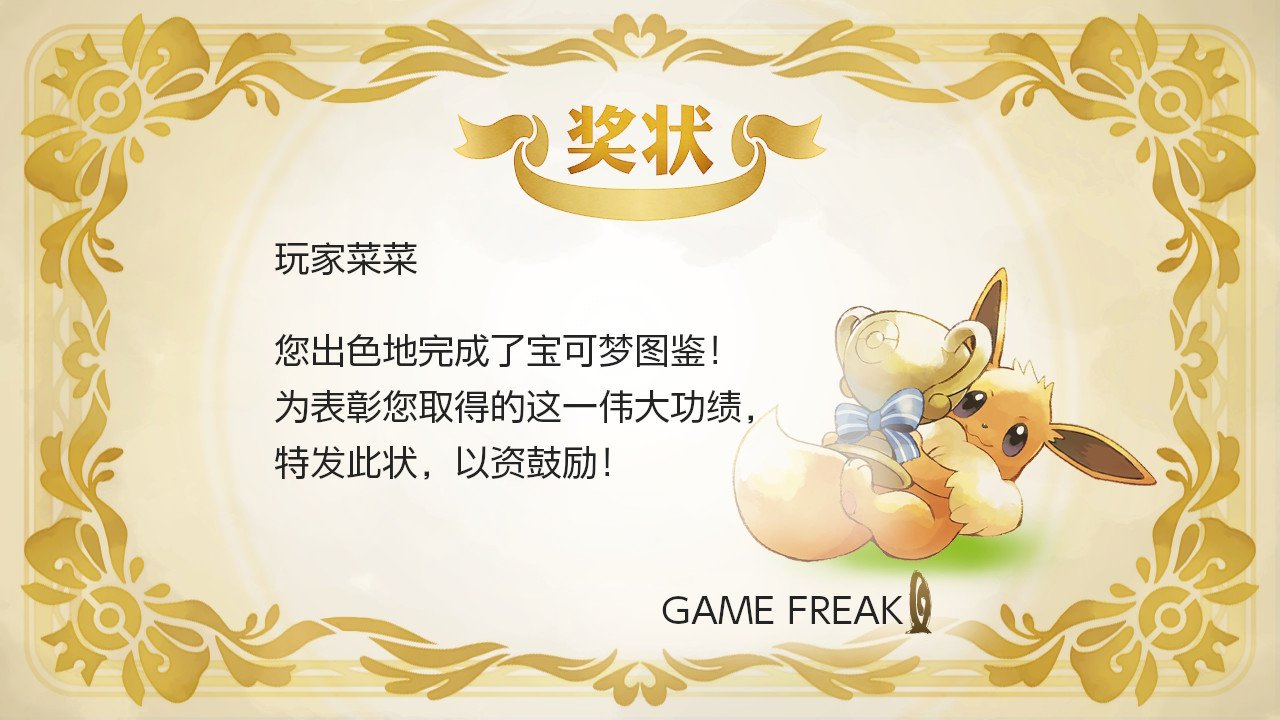 奖状
玩家菜菜
您出色地完成了宝可梦图鉴！
为表彰您取得的这一伟大功绩，
特发此状，以资鼓励！
GAME FREAK